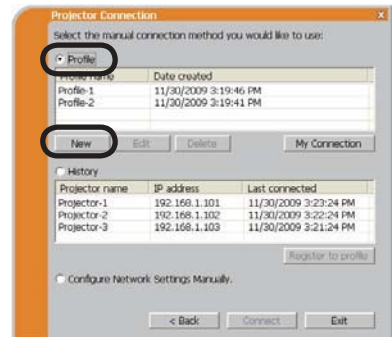 Projector Connection x
Select the manual connection method you would like to use:
Profile
Profile name Date created
Profile-1 11/30/2009 3:19:46 PM
Profile-2 11/30/2009 3:19:41 PM
New Edit Delete My Connection
History
Projector name IP address Last connected
Projector-1 192.168.1.101 11/30/2009 3:23:24 PM
Projector-2 192.168.1.102 11/30/2009 3:22:24 PM
Projector-3 192.168.1.103 11/30/2009 3:21:24 PM
Register to profile
Configure Network Settings Manually.
< Back Connect Exit